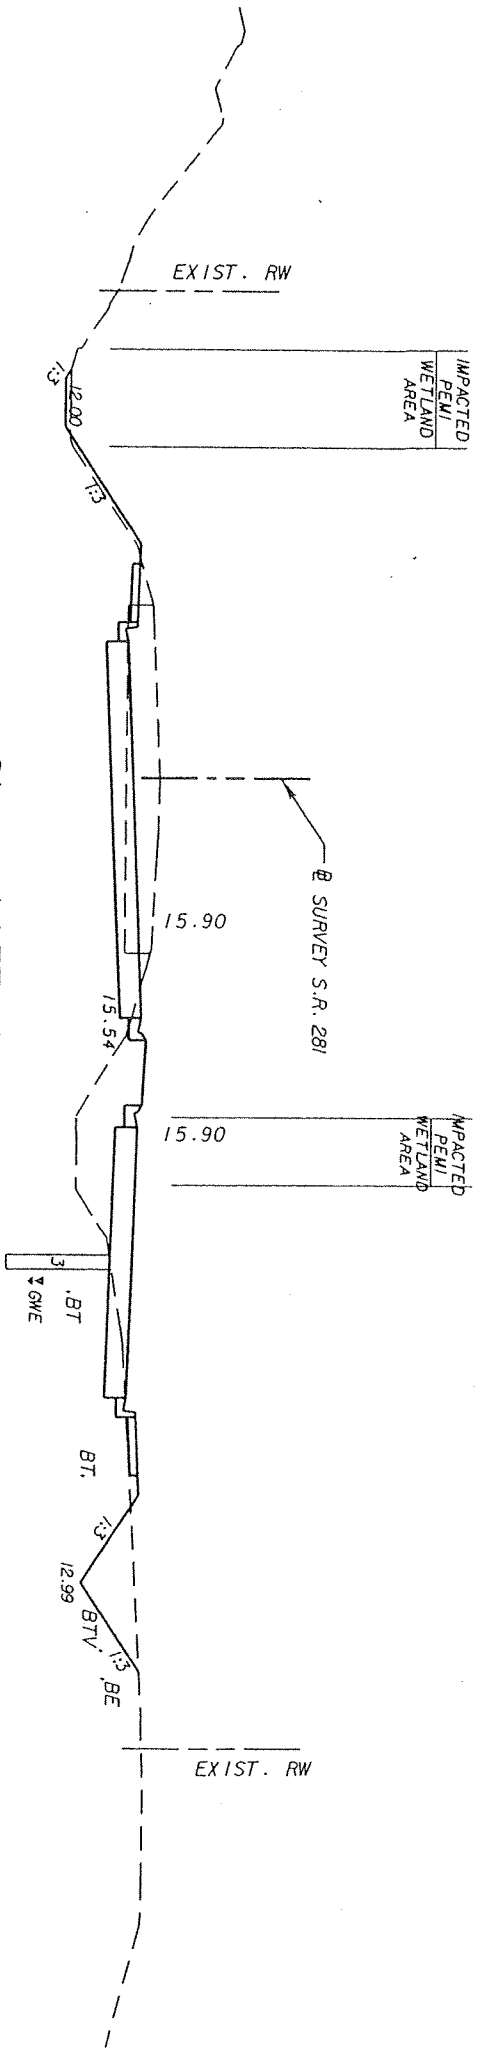 EXIST. RW
IMPACTED
PEMI
WETLAND
AREA
1:3
12.00
1:3
SURVEY S.R. 281
15.90
15.54
15.90
IMPACTED
PEMI
WETLAND
AREA
3
GWE
.BT
BT.
1:3
12.99
BTV.
1:3
.BE
EXIST. RW